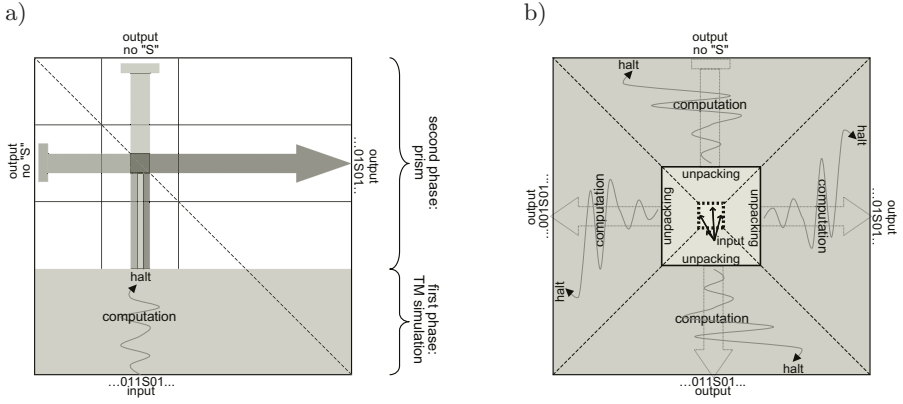 a)
output
no "S"
output
no "S"
...01S01...
output
second phase:
prism
halt
computation
first phase:
TM simulation
...011S01...
input
b)
output
no "S"
halt
computation
halt
unpacking
output
...001S01...
computation
unpacking
input
unpacking
computation
...01S01...
output
unpacking
halt
computation
halt
...011S01...
output